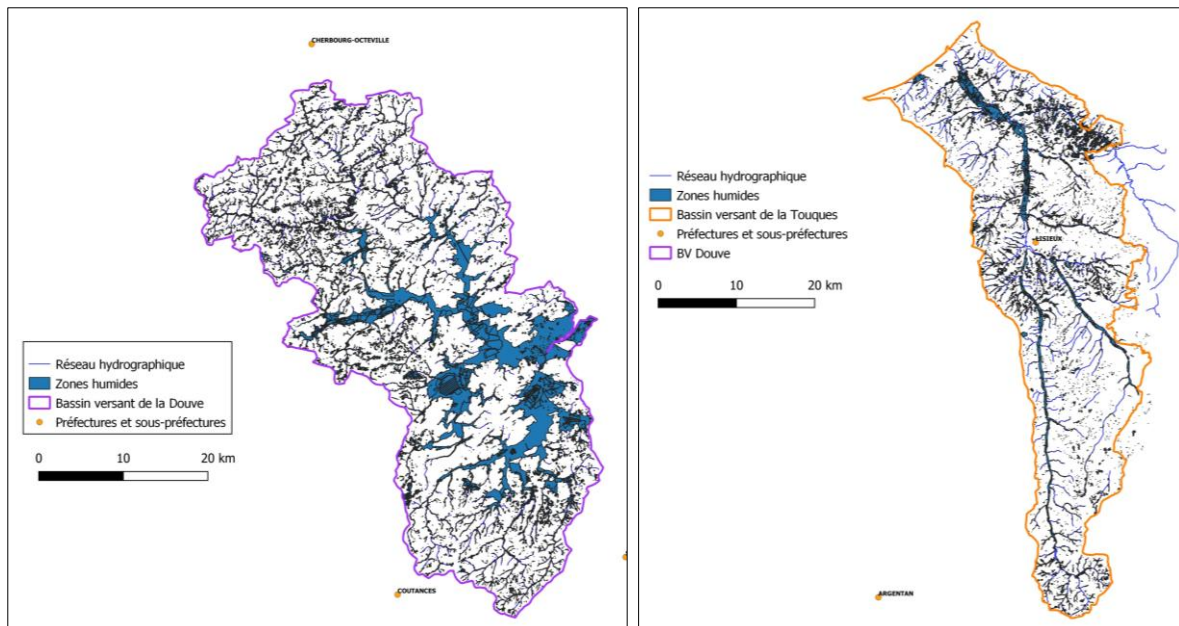 CHERBOURG-OCTEVILLE
Réseau hydrographique
Zones humides
Bassin versant de la Douve
Préfectures et sous-préfectures
0 10 20 km
COUTANCES
Réseau hydrographique
Zones humides
Bassin versant de la Touques
Préfectures et sous-préfectures
BV Douve
0 10 20 km
LISIEUX
ARGENTAN